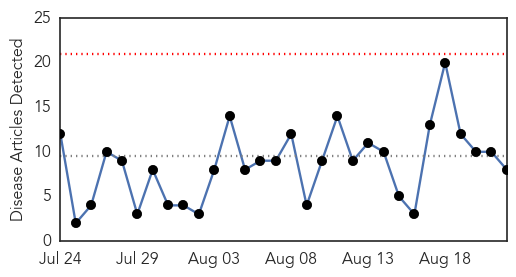 25
20
15
10
5
0
Disease Articles Detected
Jul 24
Jul 29
Aug 03
Aug 08
Aug 13
Aug 18